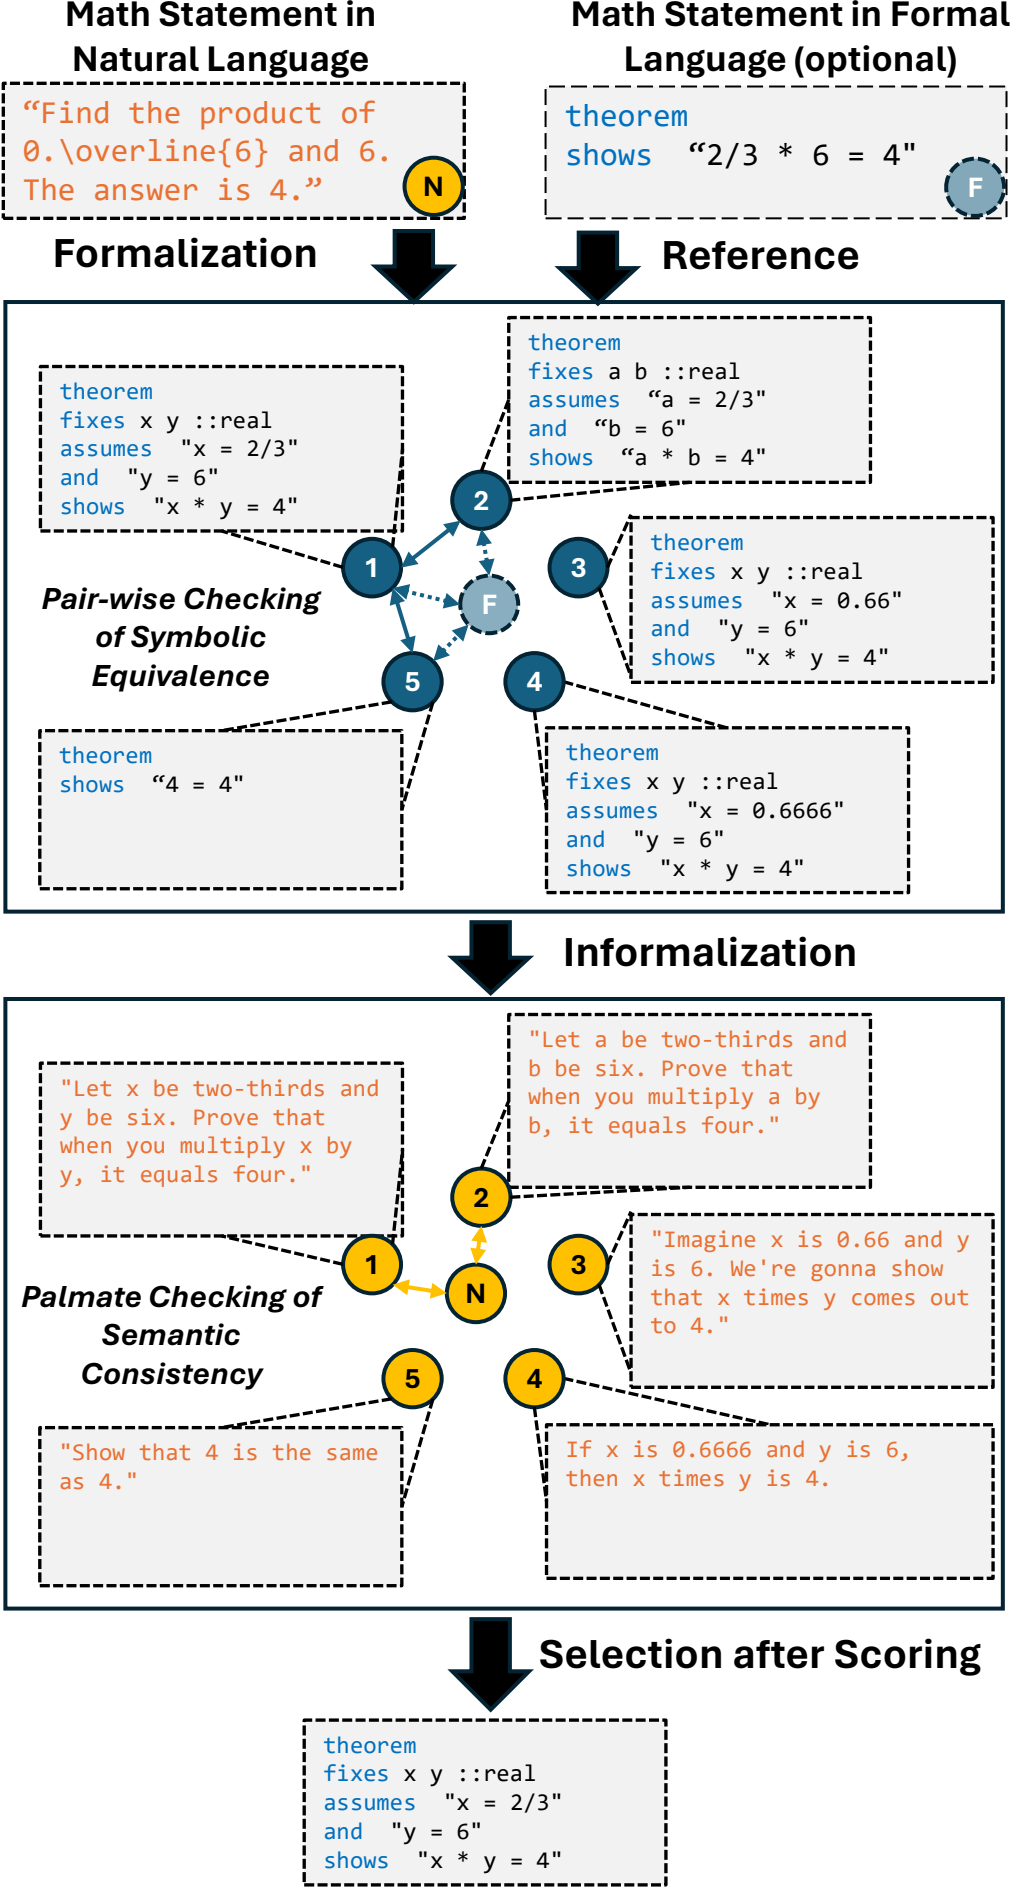 Math Statement in
Natural Language
Math Statement in Formal
Language (optional)
“Find the product of
0.\overline{6} and 6.
The answer is 4.”
N
theorem
shows “2/3 * 6 = 4"
F
Formalization
Reference
theorem
fixes x y ::real
assumes "x = 2/3"
and "y = 6"
shows "x * y = 4"
theorem
fixes a b ::real
assumes “a = 2/3"
and “b = 6"
shows “a * b = 4"
2
1
3
F
theorem
fixes x y ::real
assumes "x = 0.66"
and "y = 6"
shows "x * y = 4"
Pair-wise Checking
of Symbolic
Equivalence
5
4
theorem
shows “4 = 4"
theorem
fixes x y ::real
assumes "x = 0.6666"
and "y = 6"
shows "x * y = 4"
Informalization
"Let x be two-thirds and
y be six. Prove that
when you multiply x by
y, it equals four."
"Let a be two-thirds and
b be six. Prove that
when you multiply a by
b, it equals four."
2
1
3
N
"Imagine x is 0.66 and y
is 6. We're gonna show
that x times y comes out
to 4."
Palmate Checking of
Semantic
Consistency
5
4
"Show that 4 is the same
as 4."
If x is 0.6666 and y is 6,
then x times y is 4.
Selection after Scoring
theorem
fixes x y ::real
assumes "x = 2/3"
and "y = 6"
shows "x * y = 4"